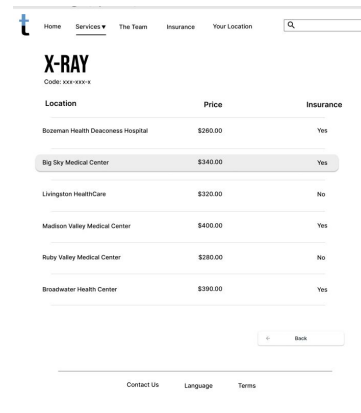 t Home Services ▼ The Team Insurance Your Location
X-RAY
Code: xxx-xxx-x
Location Price Insurance
Bozeman Health Deaconess Hospital $260.00 Yes
Big Sky Medical Center $340.00 Yes
Livingston HealthCare $320.00 No
Madison Valley Medical Center $400.00 Yes
Ruby Valley Medical Center $280.00 No
Broadwater Health Center $390.00 Yes
Back
Contact Us Language Terms